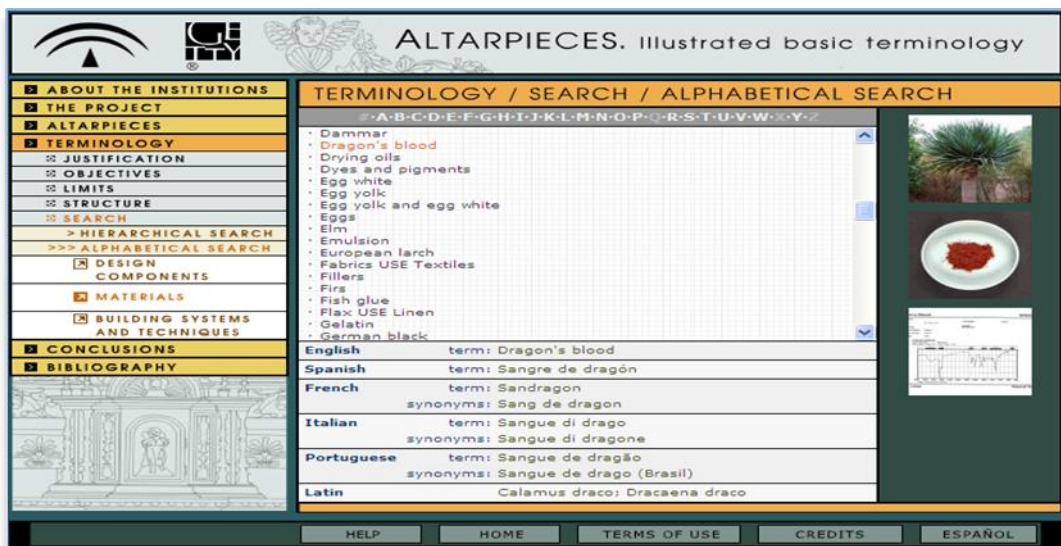 GETTY
®
ALTARPIECES. Illustrated basic terminology
ABOUT THE INSTITUTIONS
THE PROJECT
ALTARPIECES
TERMINOLOGY
JUSTIFICATION
OBJECTIVES
LIMITS
STRUCTURE
SEARCH
> HIERARCHICAL SEARCH
>>> ALPHABETICAL SEARCH
DESIGN
COMPONENTS
MATERIALS
BUILDING SYSTEMS
AND TECHNIQUES
CONCLUSIONS
BIBLIOGRAPHY
TERMINOLOGY / SEARCH / ALPHABETICAL SEARCH
#·A·B·C·D·E·F·G·H·I·J·K·L·M·N·O·P·Q·R·S·T·U·V·W·X·Y·Z
· Dammar
· Dragon's blood
· Drying oils
· Dyes and pigments
· Egg white
· Egg yolk
· Egg yolk and egg white
· Eggs
· Elm
· Emulsion
· European larch
· Fabrics USE Textiles
· Fillers
· Firs
· Fish glue
· Flax USE Linen
· Gelatin
· German black
English term: Dragon's blood
Spanish term: Sangre de dragón
French term: Sandragon
synonyms: Sang de dragon
Italian term: Sangue di drago
synonyms: Sangue di dragone
Portuguese term: Sangue de dragão
synonyms: Sangue de drago (Brasil)
Latin Calamus draco; Dracaena draco
HELP HOME TERMS OF USE CREDITS ESPAÑOL